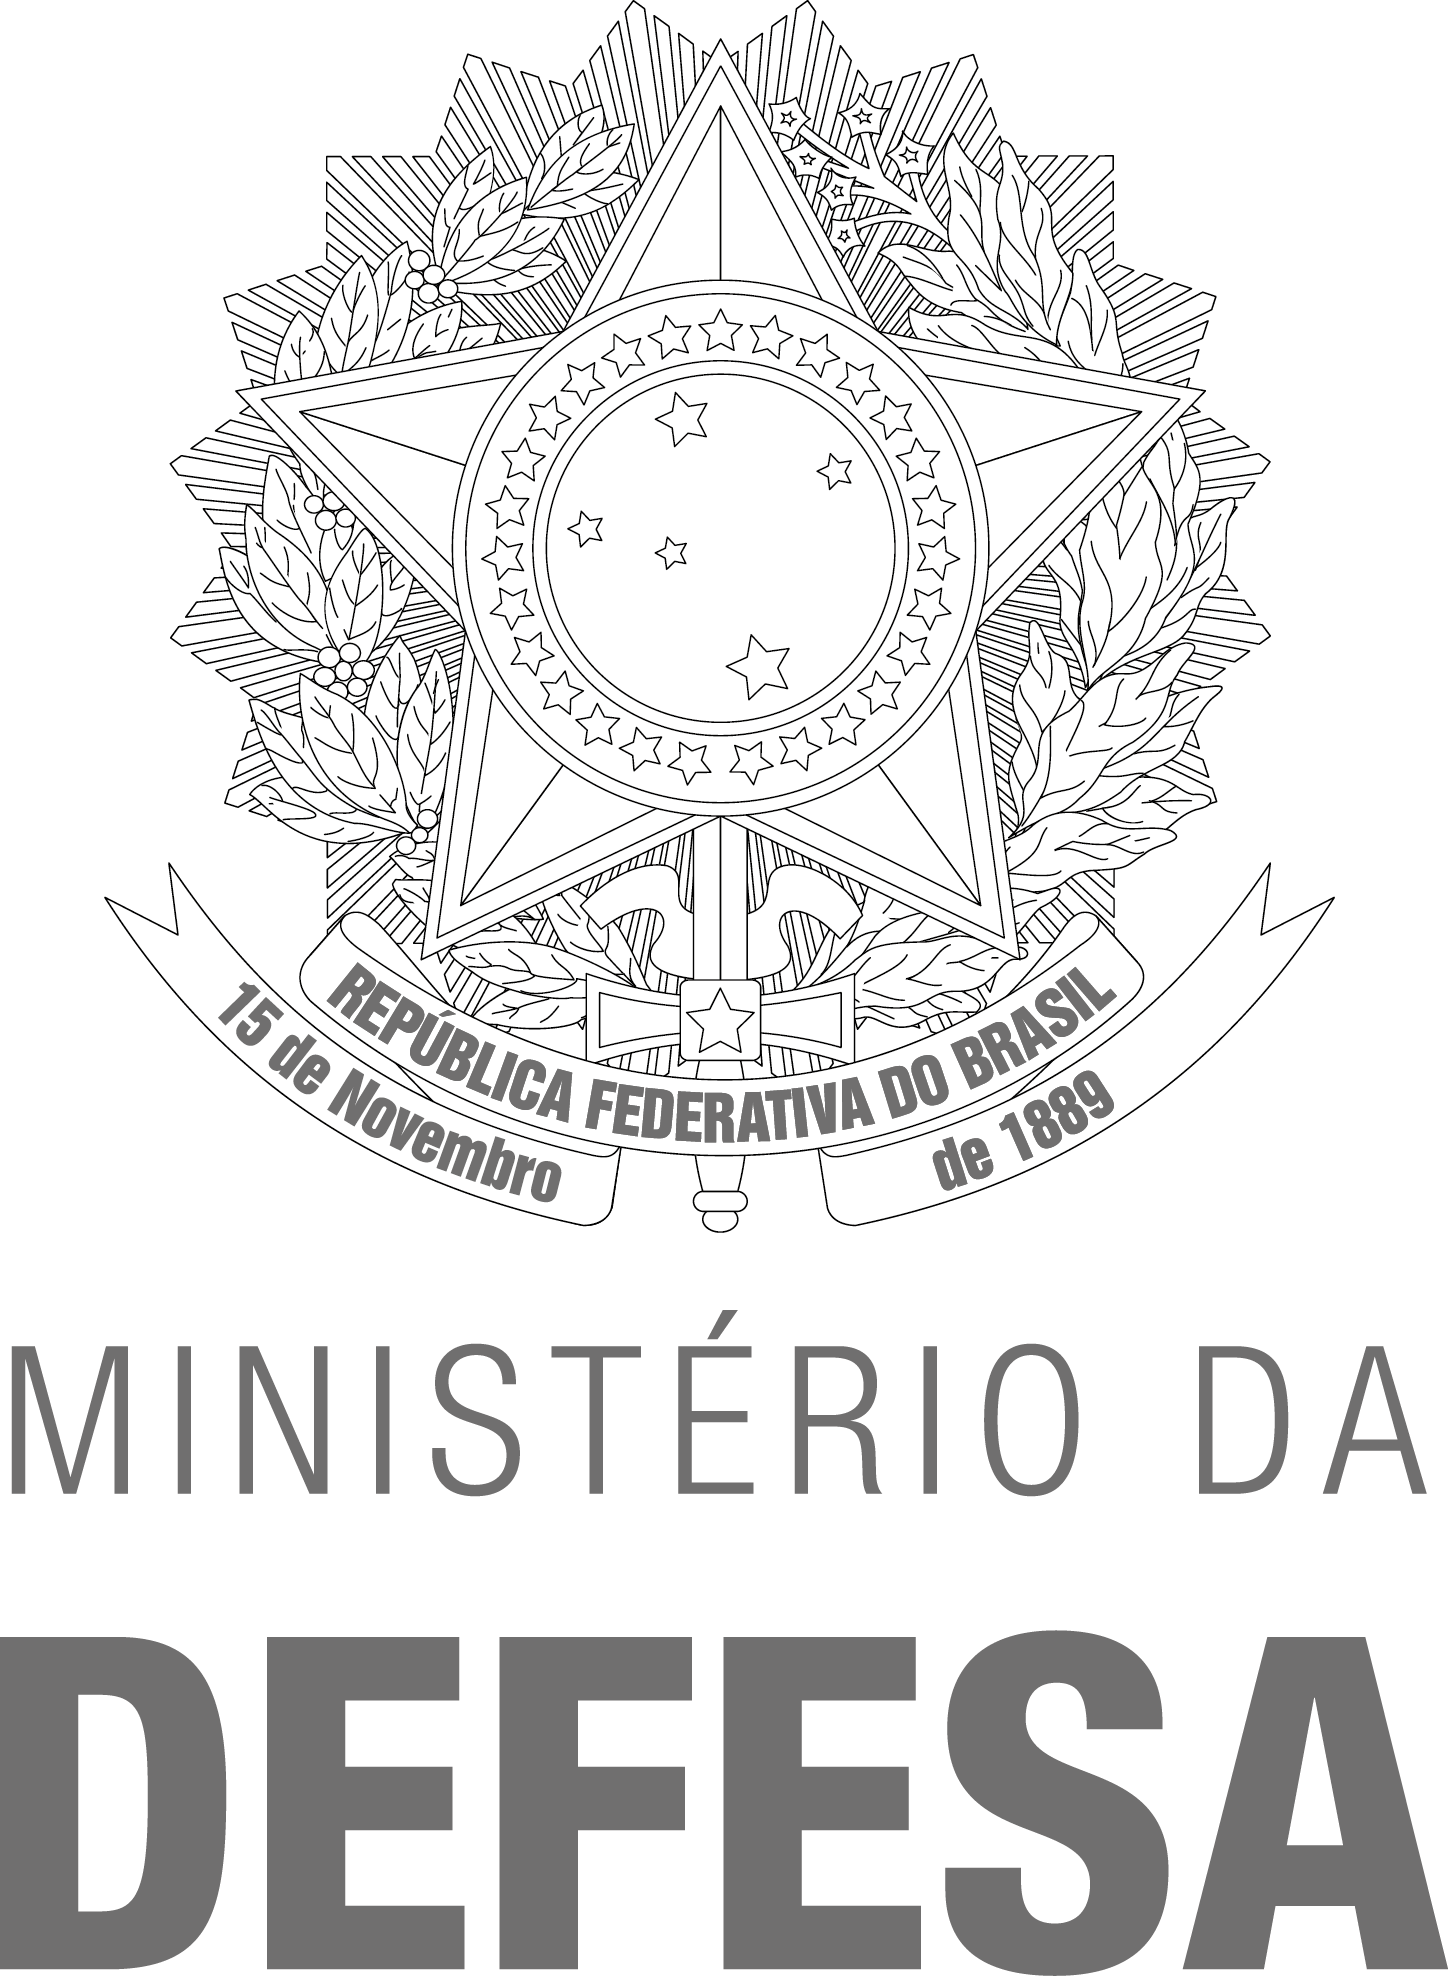 REPÚBLICA FEDERATIVA DO BRASIL
15 de Novembro
de 1889
MINISTÉRIO DA
DEFESA